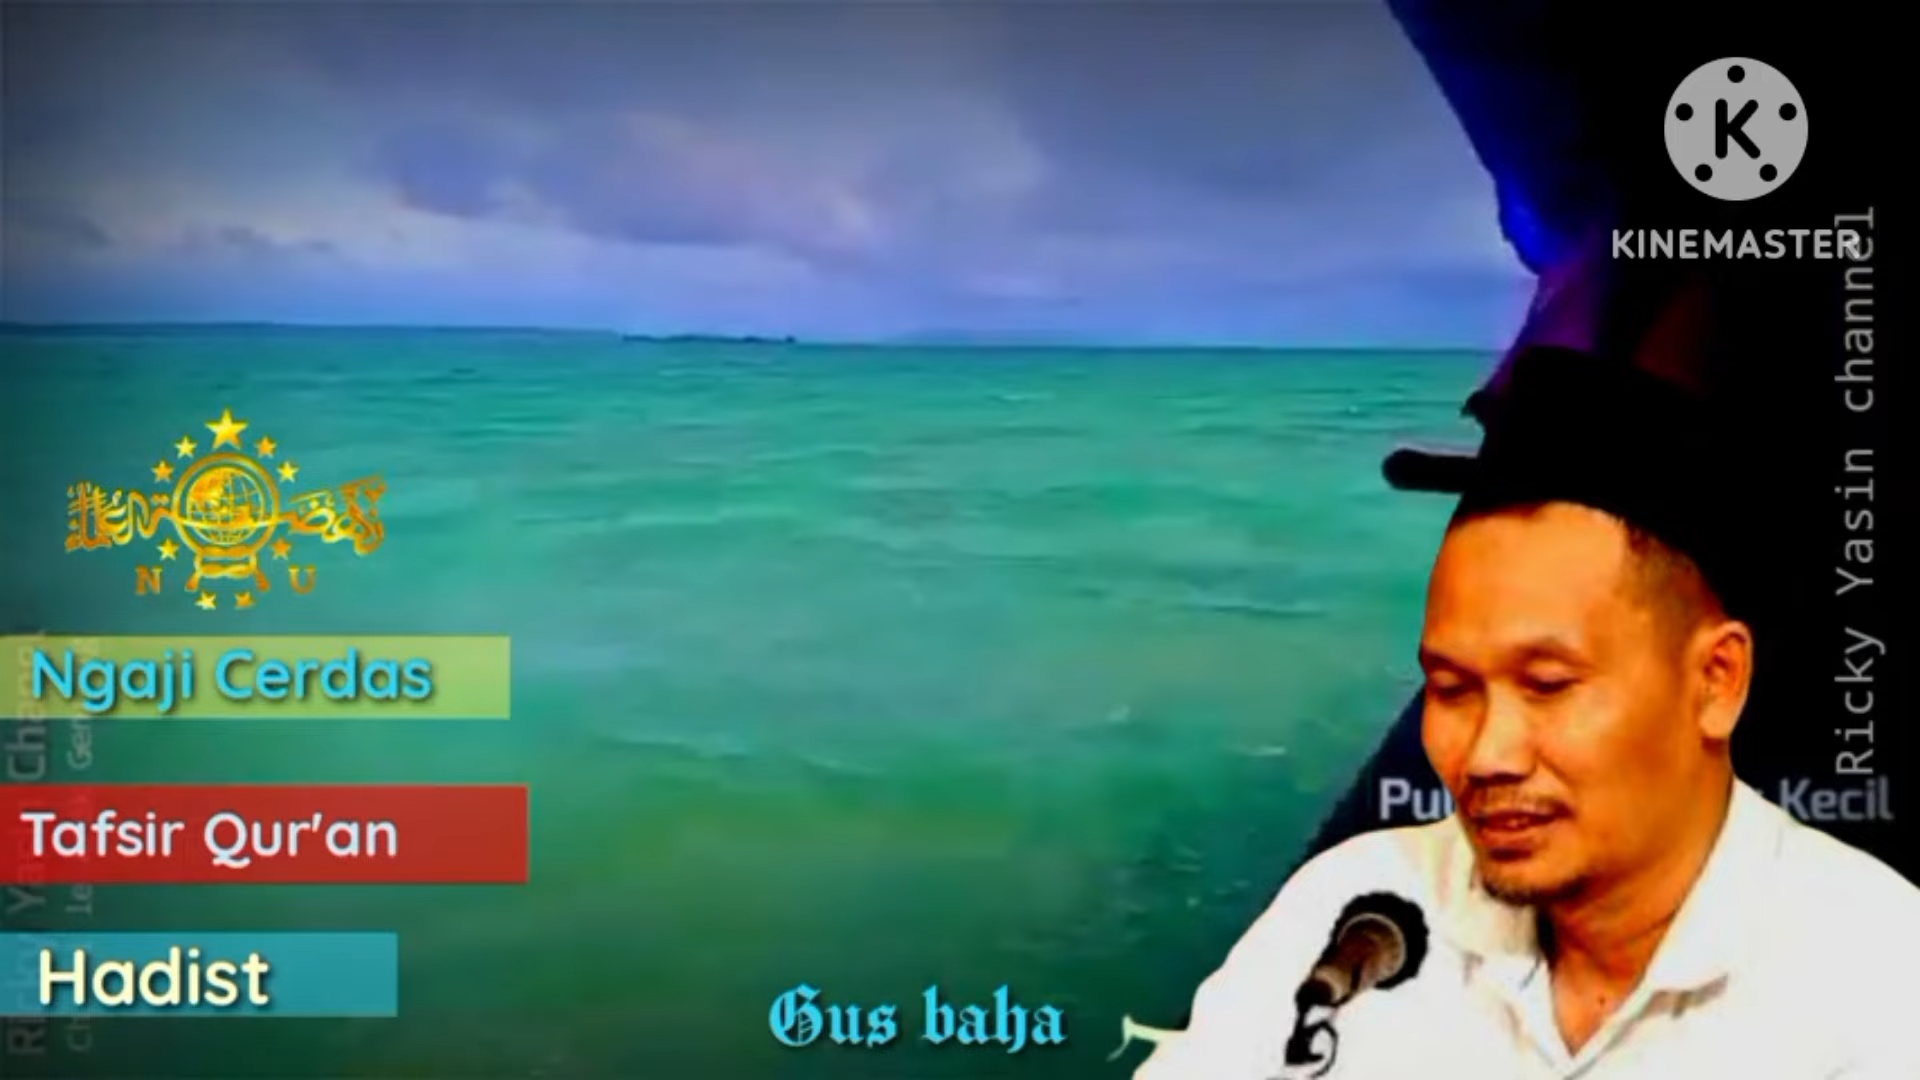 KINEMASTER
Ricky Yasin channel
N U
Ngaji Cerdas
Tafsir Qur'an
Hadist
Kecil
Gus baha